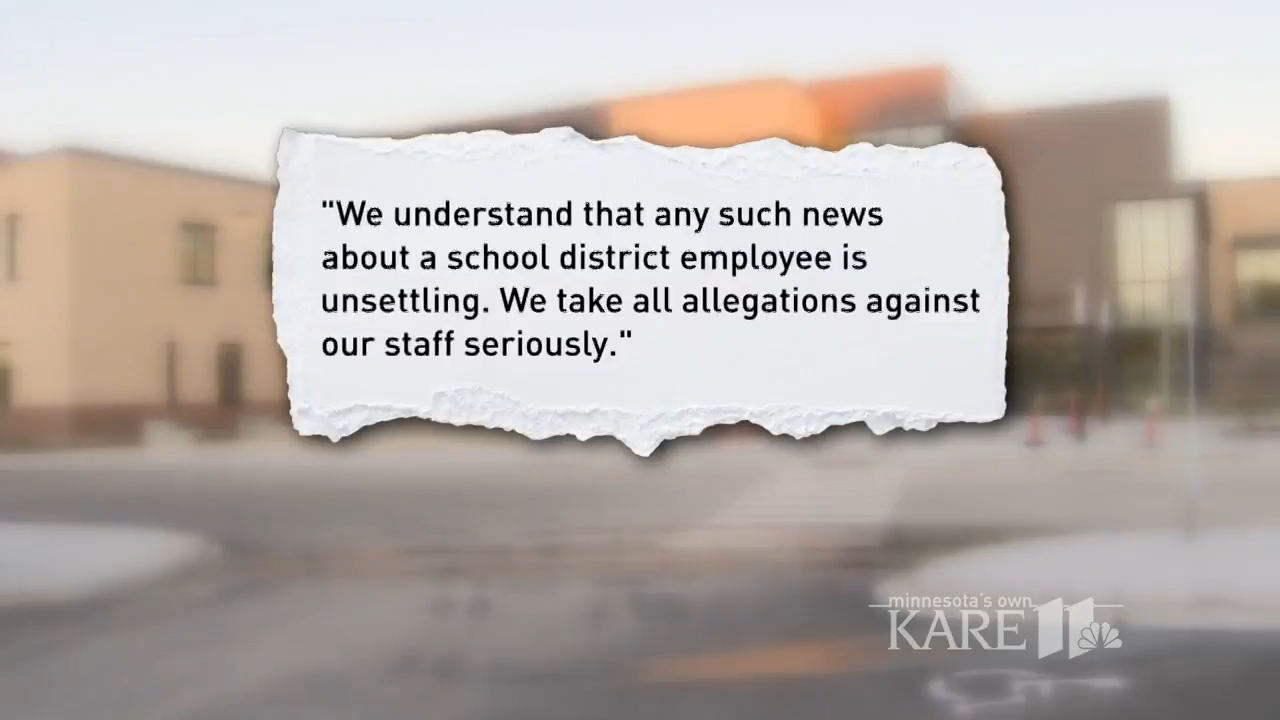 "We understand that any such news
about a school district employee is
unsettling. We take all allegations against
our staff seriously."
minnesota's own
KARE 11